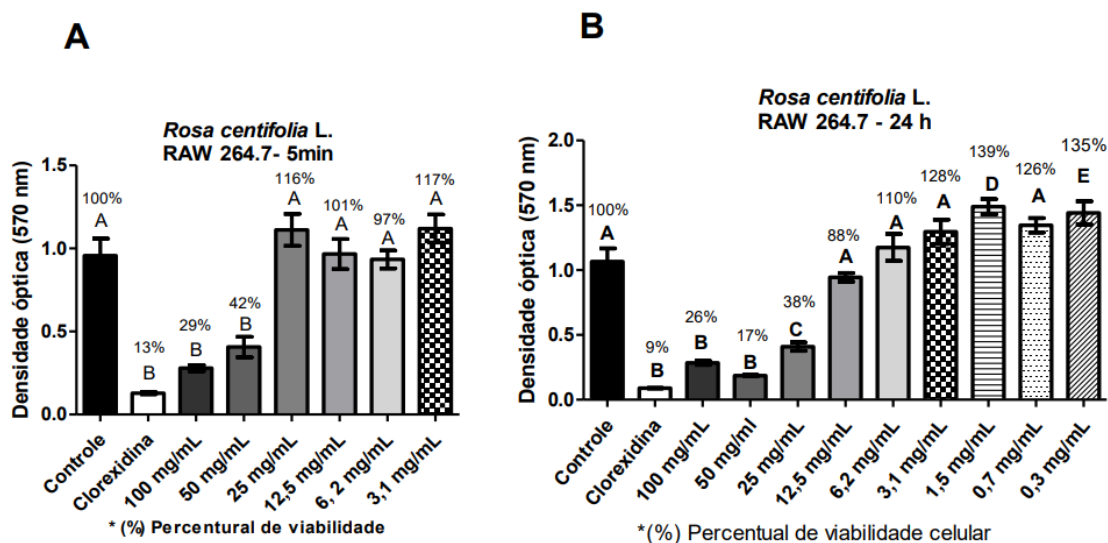 A
Rosa centifolia L.
RAW 264.7- 5min
Densidade óptica (570 nm)
1.5
1.0
0.5
0.0
100%
A
13%
B
29%
B
42%
B
116%
A
101%
A
97%
A
117%
A
Controle
Clorexidina
100 mg/mL
50 mg/mL
25 mg/mL
12,5 mg/mL
6, 2 mg/mL
3,1 mg/mL
* (%) Percentural de viabilidade
B
Rosa centifolia L.
RAW 264.7 - 24 h
Densidade óptica (570 nm)
2.0
1.5
1.0
0.5
0.0
100%
A
9%
B
26%
B
17%
B
38%
C
88%
A
110%
A
128%
A
139%
D
126%
A
135%
E
Controle
Clorexidina
100 mg/mL
50 mg/ml
25 mg/mL
12,5 mg/mL
6,2 mg/mL
3,1 mg/mL
1,5 mg/mL
0,7 mg/mL
0,3 mg/mL
*(%) Percentual de viabilidade celular